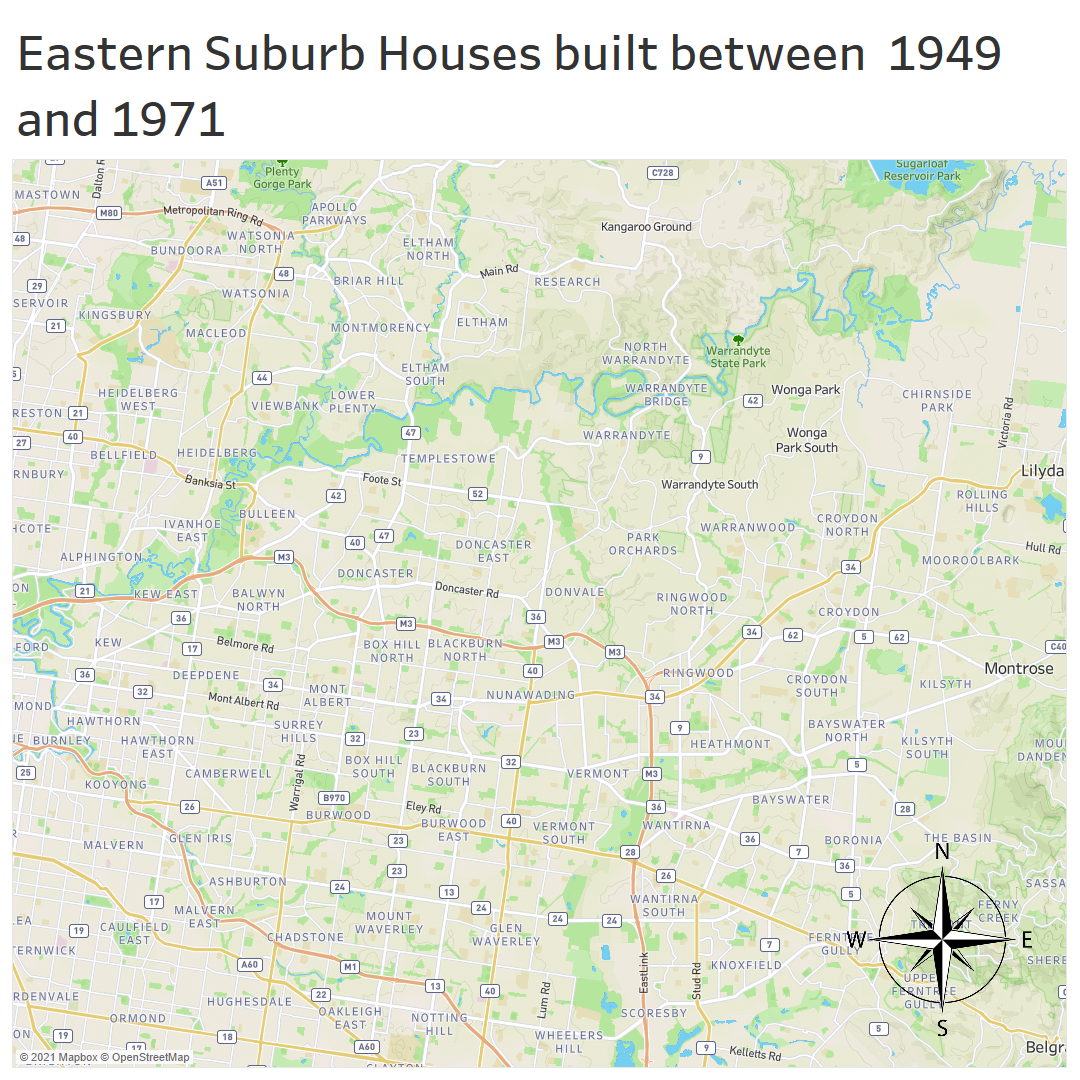 Eastern Suburb Houses built between 1949
and 1971
Sugarloaf
Reservoir Park
Plenty
Gorge Park
C728
A51
Dalton R
MASTOWN
M80
Metropolitan Ring Rd
APOLLO
PARKWAYS
Kangaroo Ground
48
WATSONIA
NORTH
BUNDOORA
ELTHAM
NORTH
48
Main Rd
RESEARCH
BRIAR HILL
29
WATSONIA
SERVOIR
KINGSBURY
21
MACLEOD
MONTMORENCY
ELTHAM
NORTH
WARRANDYTE
Warrandyte
State Park
ELTHAM
SOUTH
44
HEIDELBERG
WEST
VIEWBANK
LOWER
PLENTY
WARRANDYTE
BRIDGE
42
Wonga Park
CHIRNSIDE
PARK
Victoria Rd
RESTON
21
40
27
47
WARRANDYTE
Wonga
Park South
BELLFIELD
HEIDELBERG
TEMPLESTOWE
9
RNBURY
Banksia St
Foote St
Warrandyte South
Lilyda
42
52
ROLLING
HILLS
BULLEEN
HCOTE
IVANHOE
EAST
WARRANWOOD
CROYDON
NORTH
40
47
DONCASTER
EAST
PARK
ORCHARDS
Hull Rd
ALPHINGTON
M3
34
MOOROOLBARK
DONCASTER
ON
21
KEW EAST
BALWYN
NORTH
Doncaster Rd
DONVALE
RINGWOOD
NORTH
CROYDON
36
M3
36
34
62
5
62
FORD
KEW
17
Belmore Rd
BOX HILL
NORTH
BLACKBURN
NORTH
M3
M3
C40
36
DEEPDENE
40
RINGWOOD
Montrose
32
34
MONT
ALBERT
Mont Albert Rd
34
NUNAWADING
34
CROYDON
SOUTH
KILSYTH
MOND
HAWTHORN
SURREY
HILLS
9
BAYSWATER
NORTH
NE
BURNLEY
HAWTHORN
EAST
32
23
HEATHMONT
KILSYTH
SOUTH
MOU
DANDEN
25
CAMBERWELL
KOOYONG
Warrigal Rd
BOX HILL
SOUTH
BLACKBURN
SOUTH
32
VERMONT
M3
5
26
B970
BURWOOD
Eley Rd
BURWOOD
EAST
40
36
BAYSWATER
28
VERMONT
SOUTH
WANTIRNA
MALVERN
GLEN IRIS
23
28
36
7
BORONIA
THE BASIN
N
ASHBURTON
24
23
13
26
36
5
SASSA
17
MALVERN
EAST
24
WANTIRNA
SOUTH
FERNY
CREEK
LEA
19
CAULFIELD
EAST
MOUNT
WAVERLEY
24
24
TERNWICK
CHADSTONE
GLEN
WAVERLEY
7
W
E
A60
M1
KNOXFIELD
SHERE
EastLink
Stud Rd
UPPE
FERNTREE
GULLY
RDENVALE
HUGHESDALE
22
13
40
Lum Rd
ORMOND
OAKLEIGH
EAST
NOTTING
HILL
SCORESBY
S
ON
19
18
WHEELERS
HILL
5
17
A60
9
Kelletts Rd
Belgr
© 2021 Mapbox © OpenStreetMap